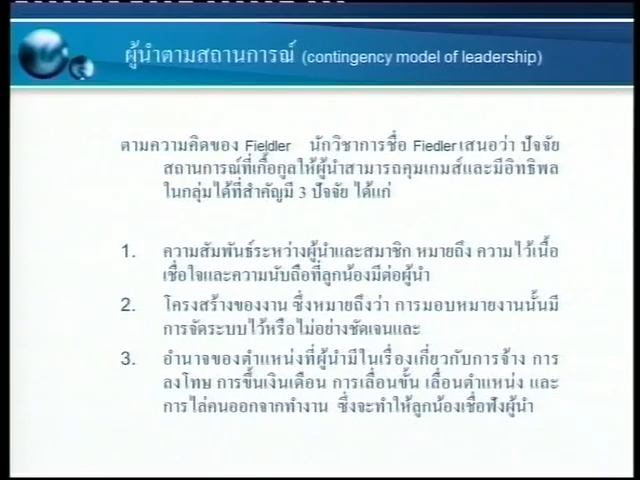 ผู้นำตามสถานการณ์ (contingency model of leadership)
ตามความคิดของ Fieldler นักวิชาการชื่อ Fiedler เสนอว่า ปัจจัย
สถานการณ์ที่เกื้อกูลให้ผู้นำสามารถคุมเกมส์และมีอิทธิพล
ในกลุ่มได้ที่สำคัญมี 3 ปัจจัย ได้แก่
1. ความสัมพันธ์ระหว่างผู้นำและสมาชิก หมายถึง ความไว้เนื้อ
เชื่อใจและความนับถือที่ลูกน้องมีต่อผู้นำ
2. โครงสร้างของงาน ซึ่งหมายถึงว่า การมอบหมายงานนั้นมี
การจัดระบบไว้หรือไม่อย่างชัดเจนและ
3. อำนาจของตำแหน่งที่ผู้นำมีในเรื่องเกี่ยวกับการจ้าง การ
ลงโทษ การขึ้นเงินเดือน การเลื่อนขั้น เลื่อนตำแหน่ง และ
การไล่คนออกจากทำงาน ซึ่งจะทำให้ลูกน้องเชื่อฟังผู้นำ